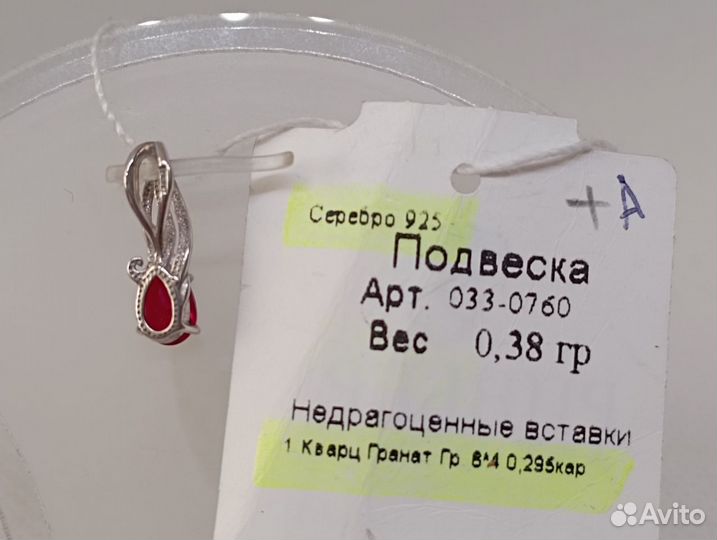 + А
Серебро 925
Подвеска
Арт. 033-0760
Вес 0,38 гр
Недрагоценные вставки
1 Кварц Гранат Гр 6*4 0,295кар
Avito